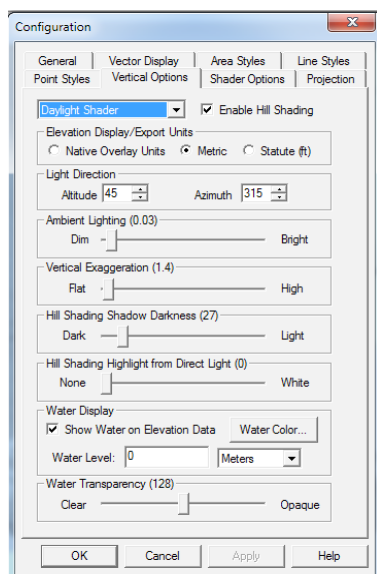 Configuration
General Vector Display Area Styles Line Styles
Point Styles Vertical Options Shader Options Projection
Daylight Shader Enable Hill Shading
Elevation Display/Export Units
Native Overlay Units Metric Statute (ft)
Light Direction
Altitude 45 Azimuth 315
Ambient Lighting (0.03)
Dim Bright
Vertical Exaggeration (1.4)
Flat High
Hill Shading Shadow Darkness (27)
Dark Light
Hill Shading Highlight from Direct Light (0)
None White
Water Display
Show Water on Elevation Data Water Color...
Water Level: 0 Meters
Water Transparency (128)
Clear Opaque
OK Cancel Apply Help